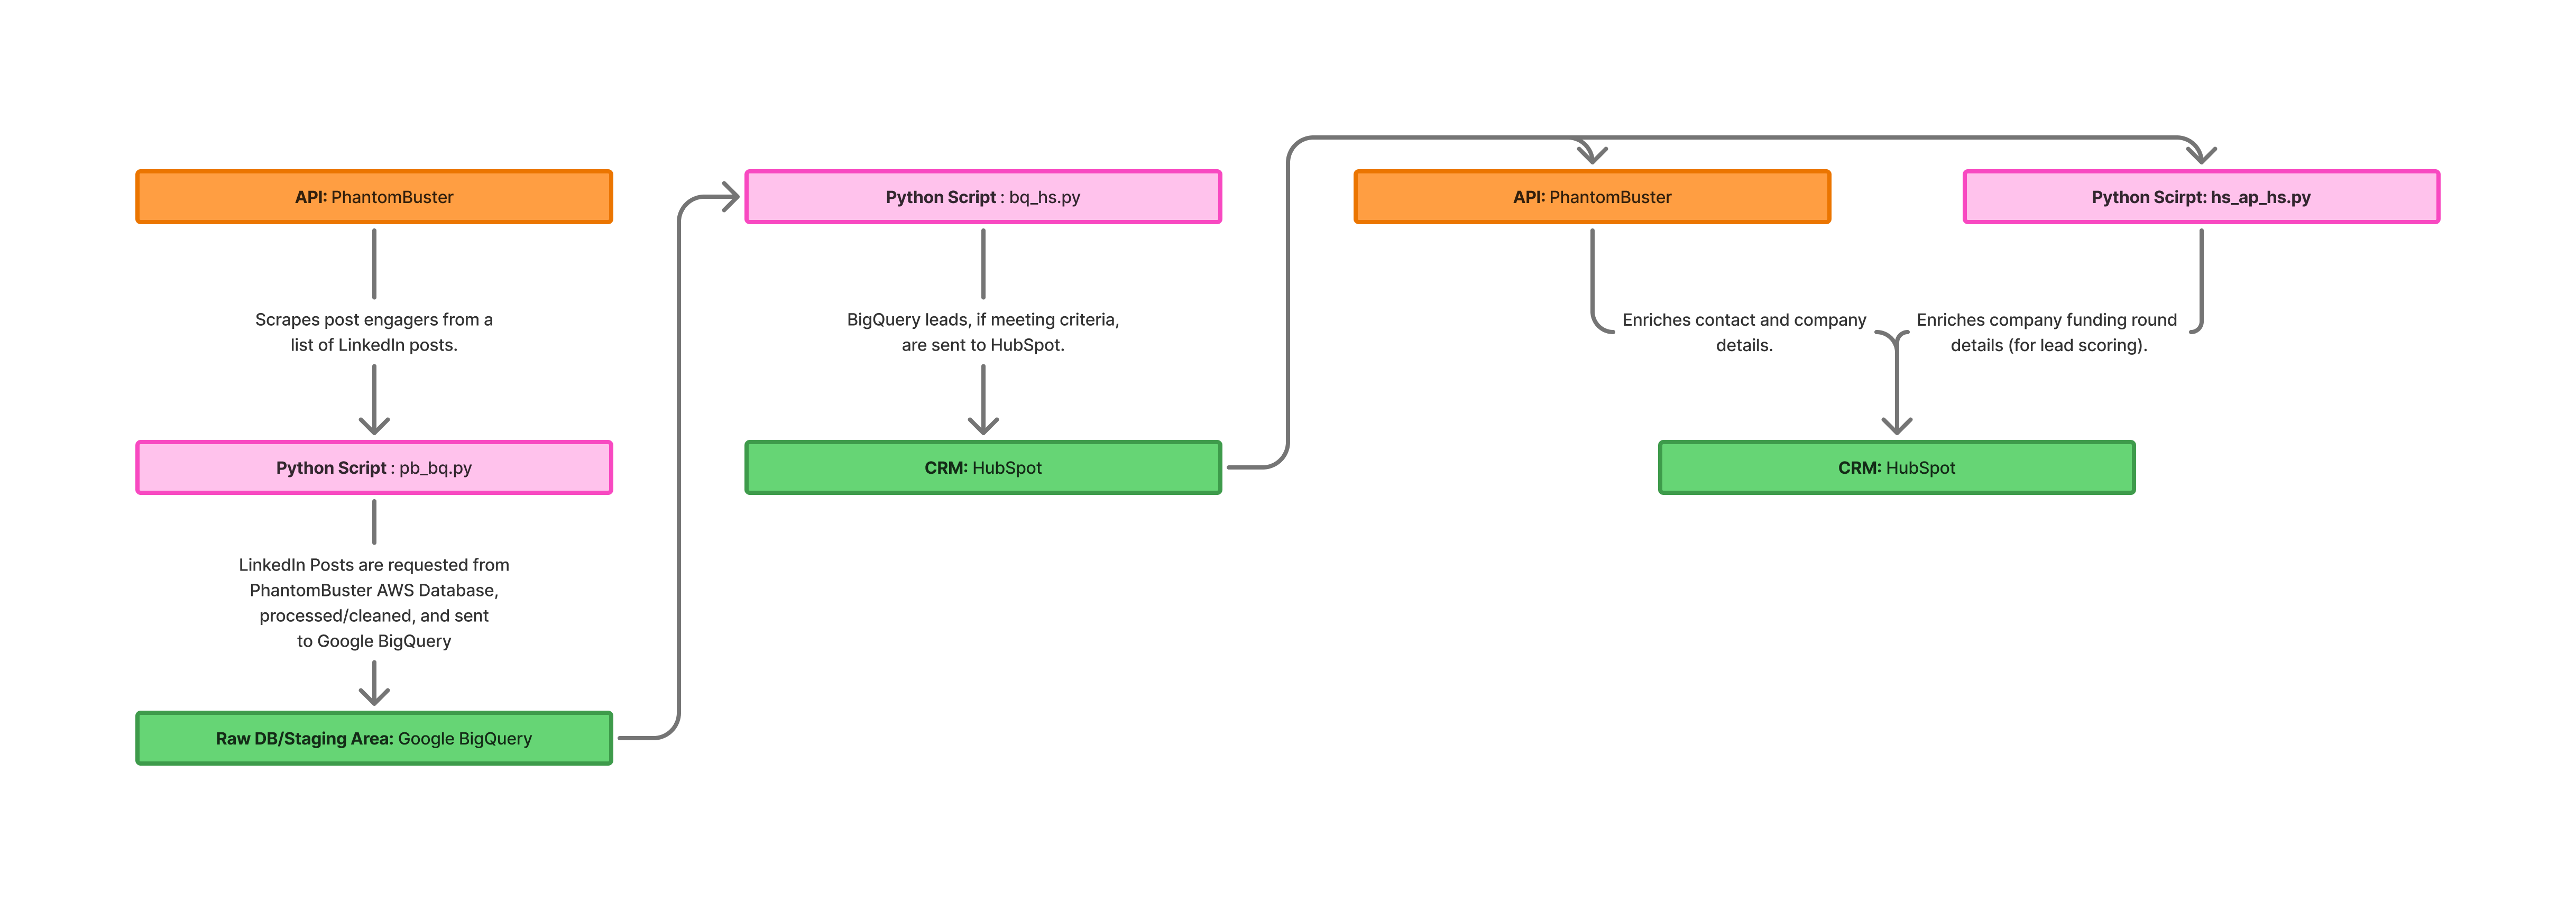 API: PhantomBuster
Scrapes post engagers from a
list of LinkedIn posts.
Python Script : pb_bq.py
LinkedIn Posts are requested from
PhantomBuster AWS Database,
processed/cleaned, and sent
to Google BigQuery
Raw DB/Staging Area: Google BigQuery
Python Script : bq_hs.py
BigQuery leads, if meeting criteria,
are sent to HubSpot.
CRM: HubSpot
API: PhantomBuster
Enriches contact and company
details.
Python Scirpt: hs_ap_hs.py
Enriches company funding round
details (for lead scoring).
CRM: HubSpot